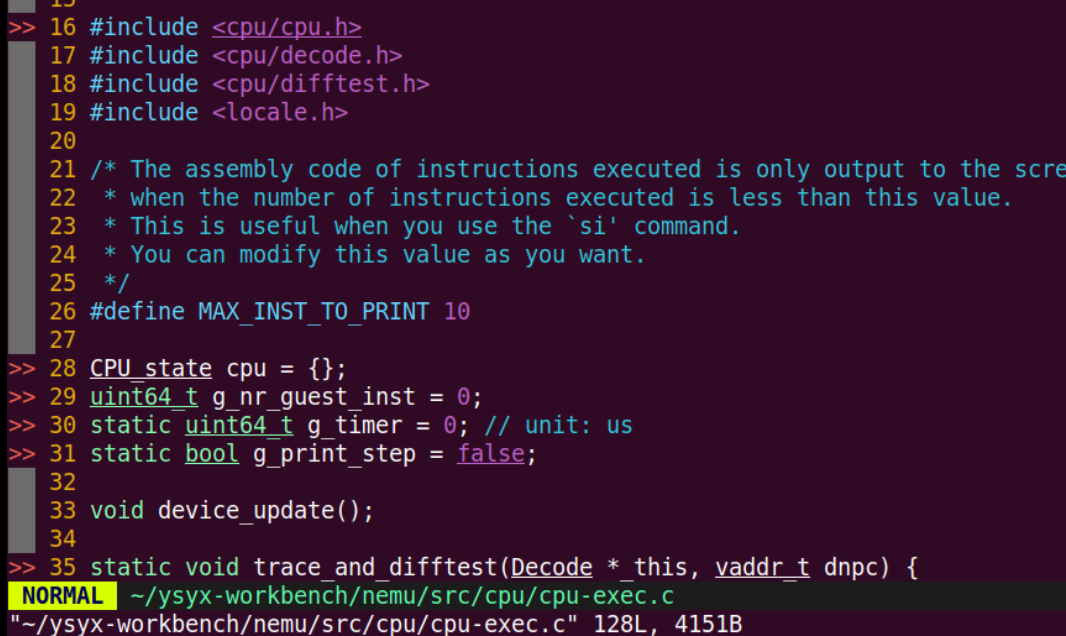 15
>> 16 #include <cpu/cpu.h>
17 #include <cpu/decode.h>
18 #include <cpu/difftest.h>
19 #include <locale.h>
20
21 /* The assembly code of instructions executed is only output to the scre
22  * when the number of instructions executed is less than this value.
23  * This is useful when you use the `si' command.
24  * You can modify this value as you want.
25  */
26 #define MAX_INST_TO_PRINT 10
27
>> 28 CPU_state cpu = {};
>> 29 uint64_t g_nr_guest_inst = 0;
>> 30 static uint64_t g_timer = 0; // unit: us
>> 31 static bool g_print_step = false;
32
33 void device_update();
34
>> 35 static void trace_and_difftest(Decode *_this, vaddr_t dnpc) {
NORMAL ~/ysyx-workbench/nemu/src/cpu/cpu-exec.c
"~/ysyx-workbench/nemu/src/cpu/cpu-exec.c" 128L, 4151B